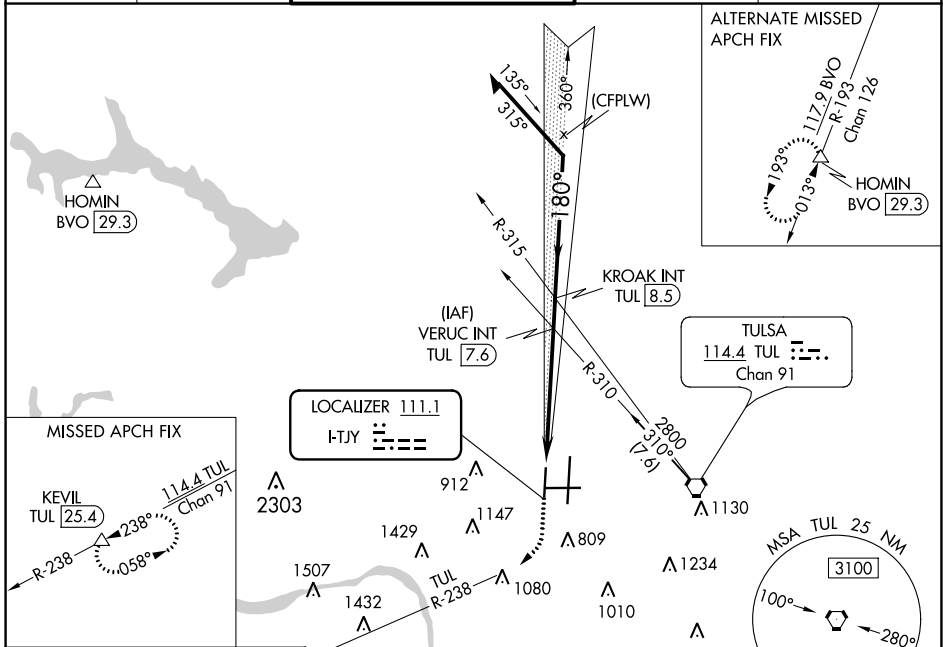 ALTERNATE MISSED
APCH FIX
117.9 BVO
R-193
Chan 126
193°
013°
HOMIN
BVO 29.3
135°
315°
360°
(CFPLW)
180°
HOMIN
BVO 29.3
R-315
KROAK INT
TUL 8.5
(IAF)
VERUC INT
TUL 7.6
R-310
TULSA
114.4 TUL
Chan 91
2800
310°
(7.6)
LOCALIZER 111.1
I-TJY
MISSED APCH FIX
114.4 TUL
Chan 91
KEVIL
TUL 25.4
238°
058°
R-238
2303
912
1147
1429
809
1130
1507
1432
TUL
R-238
1080
1010
1234
MSA TUL 25 NM
3100
100°
280°